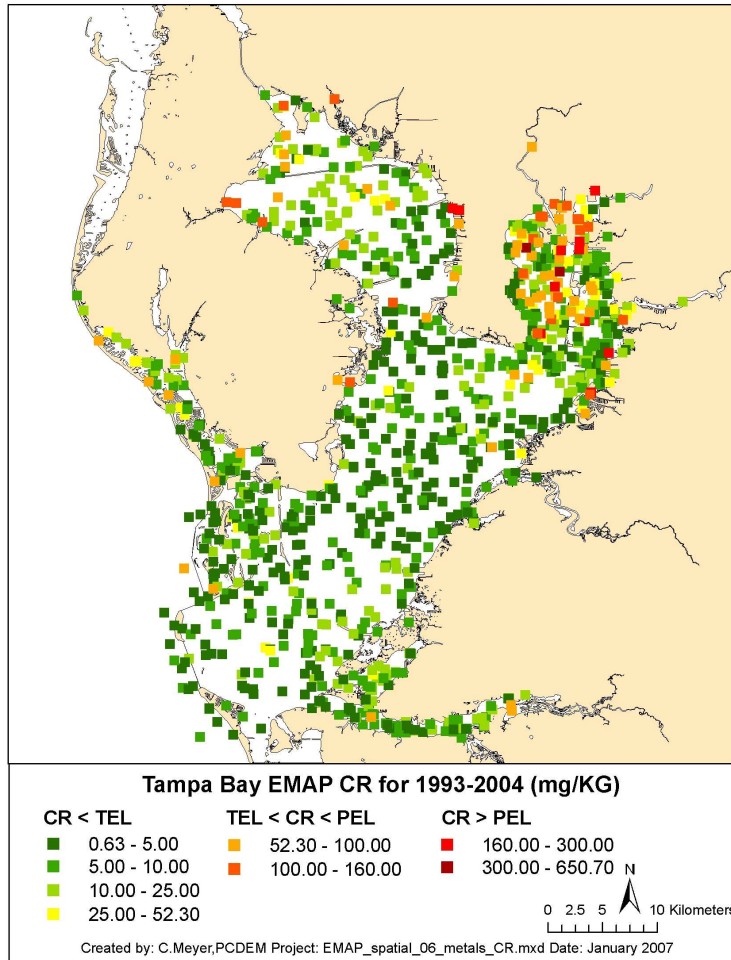 Tampa Bay EMAP CR for 1993-2004 (mg/KG)
CR < TEL
0.63 - 5.00
5.00 - 10.00
10.00 - 25.00
25.00 - 52.30
TEL < CR < PEL
52.30 - 100.00
100.00 - 160.00
CR > PEL
160.00 - 300.00
300.00 - 650.70
N
0 2.5 5 10 Kilometers
Created by: C.Meyer,PCDEM Project: EMAP_spatial_06_metals_CR.mxd Date: January 2007